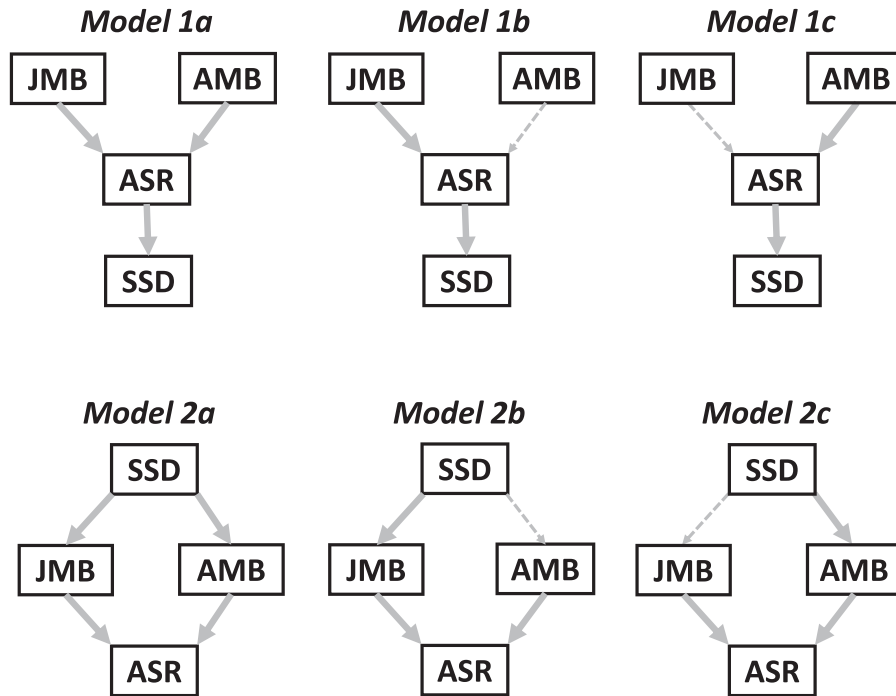 Model 1a Model 1b Model 1c
JMB AMB JMB AMB JMB AMB
ASR ASR ASR
SSD SSD SSD
Model 2a Model 2b Model 2c
SSD SSD SSD
JMB AMB JMB AMB JMB AMB
ASR ASR ASR